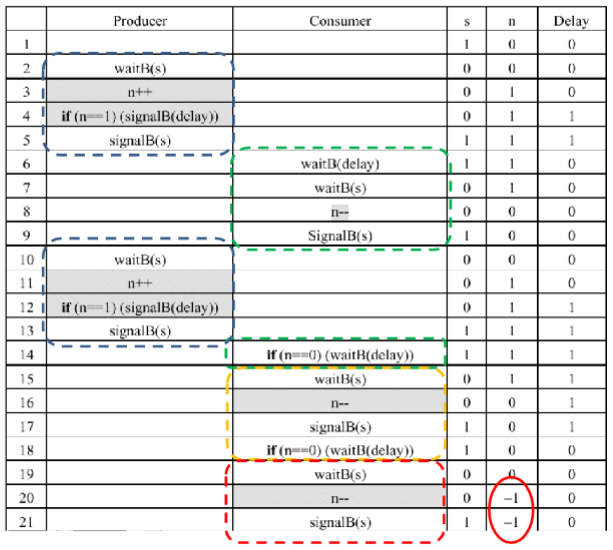 Producer Consumer s n Delay
1 1 0 0
2 waitB(s) 0 0 0
3 n++ 0 1 0
4 if (n==1) (signalB(delay)) 0 1 1
5 signalB(s) 1 1 1
6 waitB(delay) 1 1 0
7 waitB(s) 0 1 0
8 n-- 0 0 0
9 SignalB(s) 1 0 0
10 waitB(s) 0 0 0
11 n++ 0 1 0
12 if (n==1) (signalB(delay)) 0 1 1
13 signalB(s) 1 1 1
14 if (n==0) (waitB(delay)) 1 1 1
15 waitB(s) 0 1 1
16 n-- 0 0 1
17 signalB(s) 1 0 1
18 if (n==0) (waitB(delay)) 1 0 0
19 waitB(s) 0 0 0
20 n-- 0 –1 0
21 signalB(s) 1 –1 0